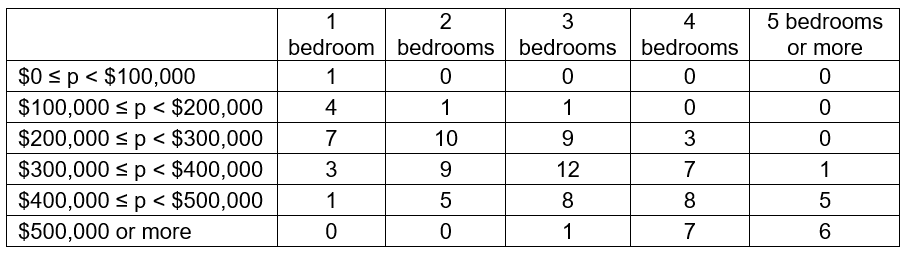 1 bedroom 2 bedrooms 3 bedrooms 4 bedrooms 5 bedrooms or more
$0 ≤ p < $100,000 1 0 0 0 0
$100,000 ≤ p < $200,000 4 1 1 0 0
$200,000 ≤ p < $300,000 7 10 9 3 0
$300,000 ≤ p < $400,000 3 9 12 7 1
$400,000 ≤ p < $500,000 1 5 8 8 5
$500,000 or more 0 0 1 7 6